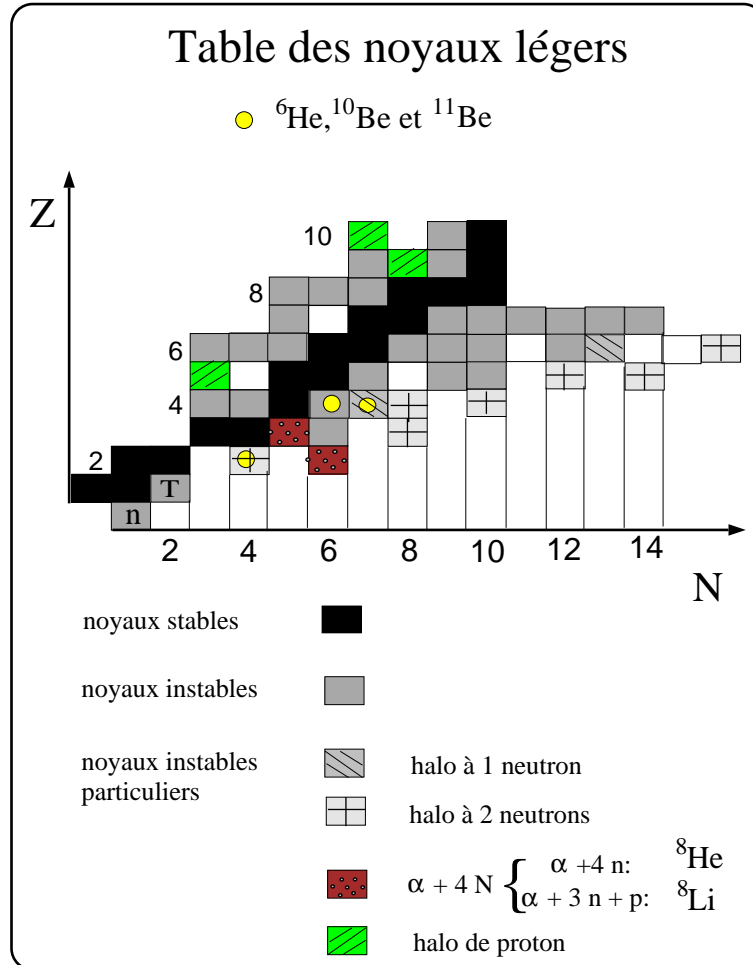 Table des noyaux légers
⁶He,¹⁰Be et ¹¹Be
Z
10
8
6
4
2
T
n
2 4 6 8 10 12 14
N
noyaux stables
noyaux instables
noyaux instables
particuliers
halo à 1 neutron
halo à 2 neutrons
α + 4 N { α +4 n: ⁸He
α + 3 n + p: ⁸Li
halo de proton